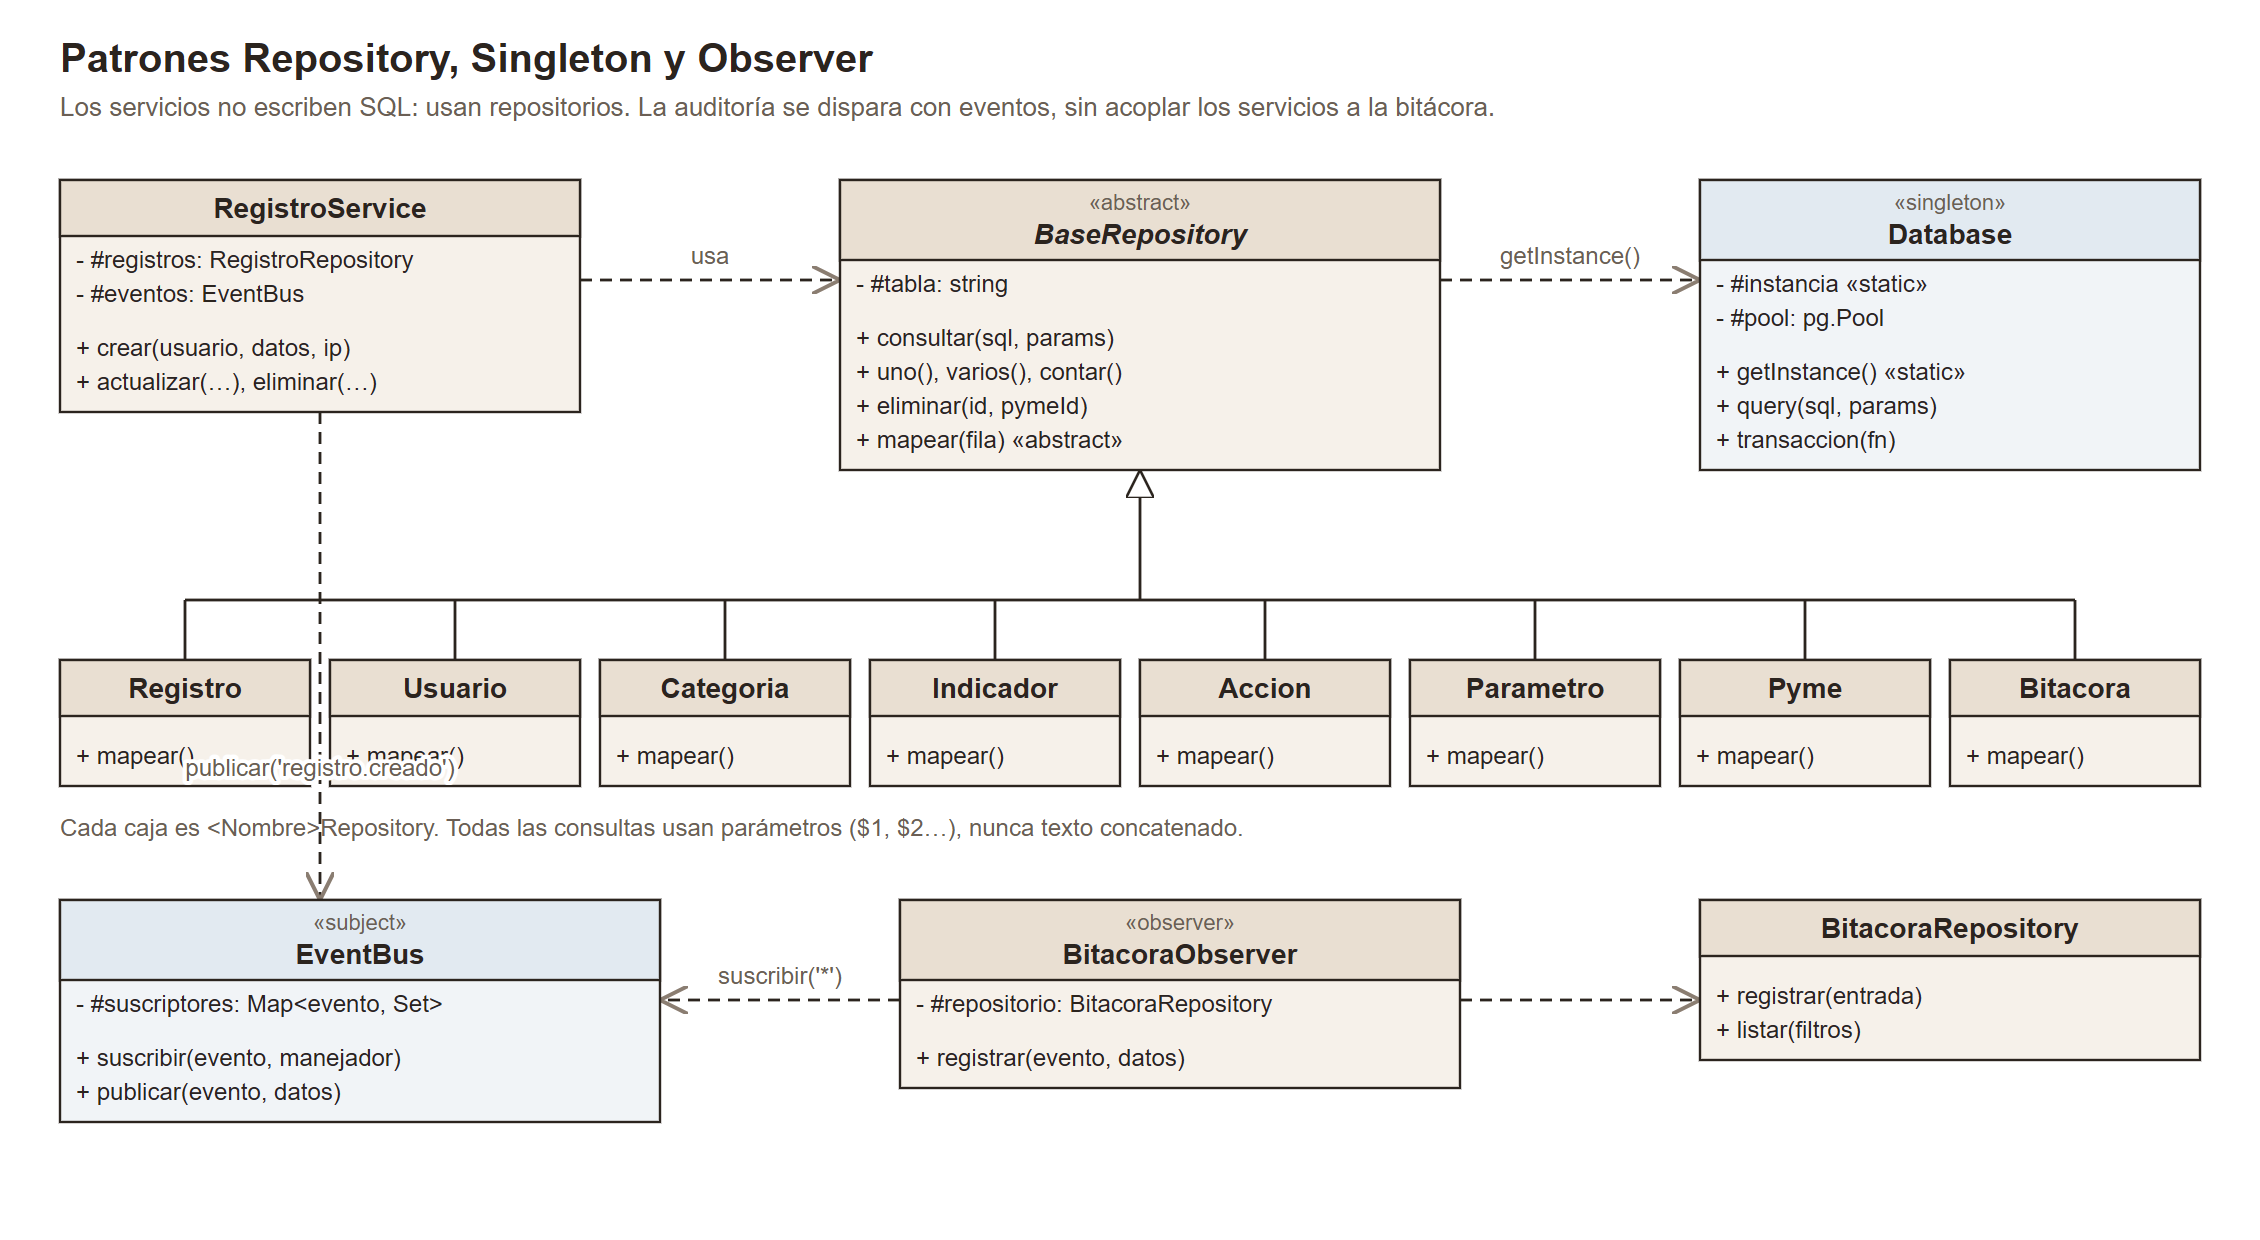 Patrones Repository, Singleton y Observer
Los servicios no escriben SQL: usan repositorios. La auditoría se dispara con eventos, sin acoplar los servicios a la bitácora.
RegistroService
- #registros: RegistroRepository
- #eventos: EventBus
+ crear(usuario, datos, ip)
+ actualizar(…), eliminar(…)
usa
«abstract»
BaseRepository
- #tabla: string
+ consultar(sql, params)
+ uno(), varios(), contar()
+ eliminar(id, pymeId)
+ mapear(fila) «abstract»
getInstance()
«singleton»
Database
- #instancia «static»
- #pool: pg.Pool
+ getInstance() «static»
+ query(sql, params)
+ transaccion(fn)
Registro
+ mapear()
Usuario
+ mapear()
Categoria
+ mapear()
Indicador
+ mapear()
Accion
+ mapear()
Parametro
+ mapear()
Pyme
+ mapear()
Bitacora
+ mapear()
publicar('registro.creado')
Cada caja es <Nombre>Repository. Todas las consultas usan parámetros ($1, $2…), nunca texto concatenado.
«subject»
EventBus
- #suscriptores: Map<evento, Set>
+ suscribir(evento, manejador)
+ publicar(evento, datos)
suscribir('*')
«observer»
BitacoraObserver
- #repositorio: BitacoraRepository
+ registrar(evento, datos)
BitacoraRepository
+ registrar(entrada)
+ listar(filtros)